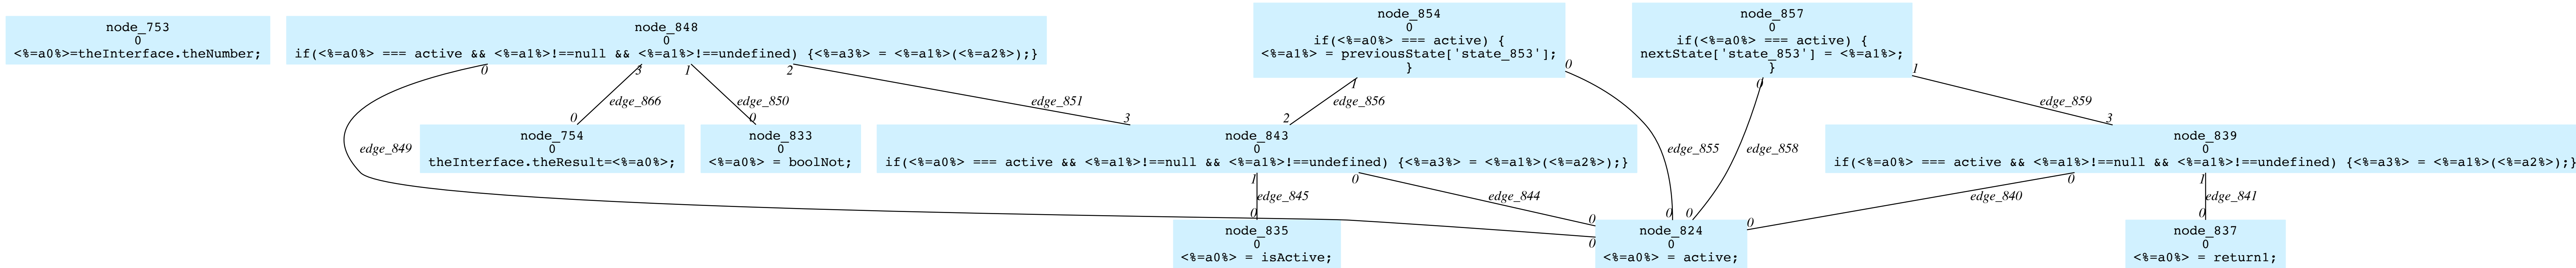 node_753
0
<%=a0%>=theInterface.theNumber;
node_848
0
if(<%=a0%> === active && <%=a1%>!==null && <%=a1%>!==undefined) {<%=a3%> = <%=a1%>(<%=a2%>);}
node_854
0
if(<%=a0%> === active) {
<%=a1%> = previousState['state_853'];
}
node_857
0
if(<%=a0%> === active) {
nextState['state_853'] = <%=a1%>;
}
0
3
1
2
1
0
0
1
edge_866
edge_850
edge_851
edge_856
edge_859
0
0
3
2
3
edge_849
node_754
0
theInterface.theResult=<%=a0%>;
node_833
0
<%=a0%> = boolNot;
node_843
0
if(<%=a0%> === active && <%=a1%>!==null && <%=a1%>!==undefined) {<%=a3%> = <%=a1%>(<%=a2%>);}
edge_855
edge_858
node_839
0
if(<%=a0%> === active && <%=a1%>!==null && <%=a1%>!==undefined) {<%=a3%> = <%=a1%>(<%=a2%>);}
1
0
0
1
edge_845
edge_844
edge_840
edge_841
0
0
0
0
0
0
0
node_835
0
<%=a0%> = isActive;
node_824
0
<%=a0%> = active;
node_837
0
<%=a0%> = return1;